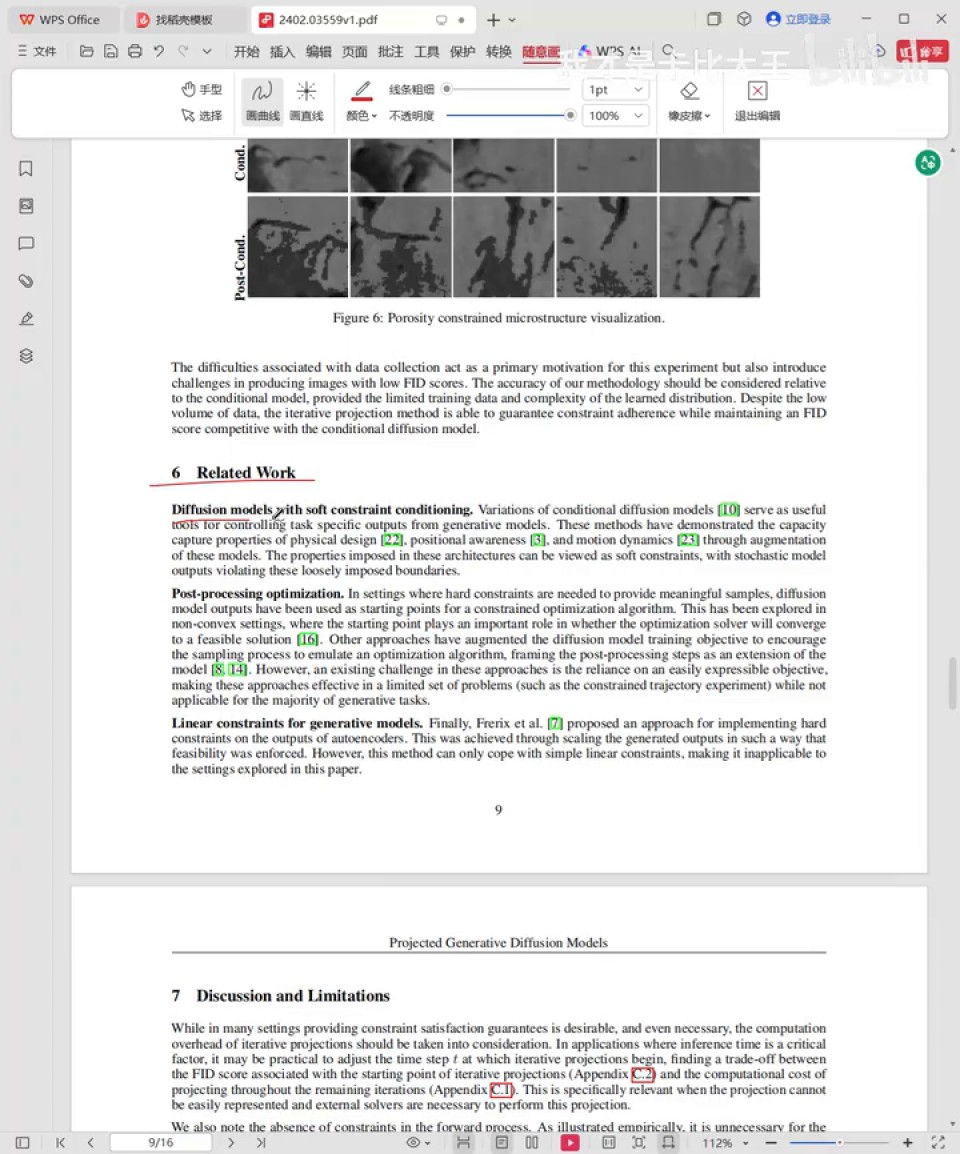 WPS Office
找稻壳模板
2402.03559v1.pdf
立即登录
文件
开始 插入 编辑 页面 批注 工具 保护 转换 随意画 WPS AI
分享
我才是卡比大王
bilibili
手型
选择
画曲线
画直线
颜色
线条粗细
1pt
不透明度
100%
橡皮擦
退出编辑
Cond.
Post-Cond.
Figure 6: Porosity constrained microstructure visualization.
The difficulties associated with data collection act as a primary motivation for this experiment but also introduce
challenges in producing images with low FID scores. The accuracy of our methodology should be considered relative
to the conditional model, provided the limited training data and complexity of the learned distribution. Despite the low
volume of data, the iterative projection method is able to guarantee constraint adherence while maintaining an FID
score competitive with the conditional diffusion model.
6 Related Work
Diffusion models with soft constraint conditioning. Variations of conditional diffusion models [10] serve as useful
tools for controlling task specific outputs from generative models. These methods have demonstrated the capacity
capture properties of physical design [22], positional awareness [3], and motion dynamics [23] through augmentation
of these models. The properties imposed in these architectures can be viewed as soft constraints, with stochastic model
outputs violating these loosely imposed boundaries.
Post-processing optimization. In settings where hard constraints are needed to provide meaningful samples, diffusion
model outputs have been used as starting points for a constrained optimization algorithm. This has been explored in
non-convex settings, where the starting point plays an important role in whether the optimization solver will converge
to a feasible solution [16]. Other approaches have augmented the diffusion model training objective to encourage
the sampling process to emulate an optimization algorithm, framing the post-processing steps as an extension of the
model [8, 14]. However, an existing challenge in these approaches is the reliance on an easily expressible objective,
making these approaches effective in a limited set of problems (such as the constrained trajectory experiment) while not
applicable for the majority of generative tasks.
Linear constraints for generative models. Finally, Frerix et al. [7] proposed an approach for implementing hard
constraints on the outputs of autoencoders. This was achieved through scaling the generated outputs in such a way that
feasibility was enforced. However, this method can only cope with simple linear constraints, making it inapplicable to
the settings explored in this paper.
9
Projected Generative Diffusion Models
7 Discussion and Limitations
While in many settings providing constraint satisfaction guarantees is desirable, and even necessary, the computation
overhead of iterative projections should be taken into consideration. In applications where inference time is a critical
factor, it may be practical to adjust the time step t at which iterative projections begin, finding a trade-off between
the FID score associated with the starting point of iterative projections (Appendix C.2) and the computational cost of
projecting throughout the remaining iterations (Appendix C.1). This is specifically relevant when the projection cannot
be easily represented and external solvers are necessary to perform this projection.
We also note the absence of constraints in the forward process. As illustrated empirically, it is unnecessary for the
9/16
112%